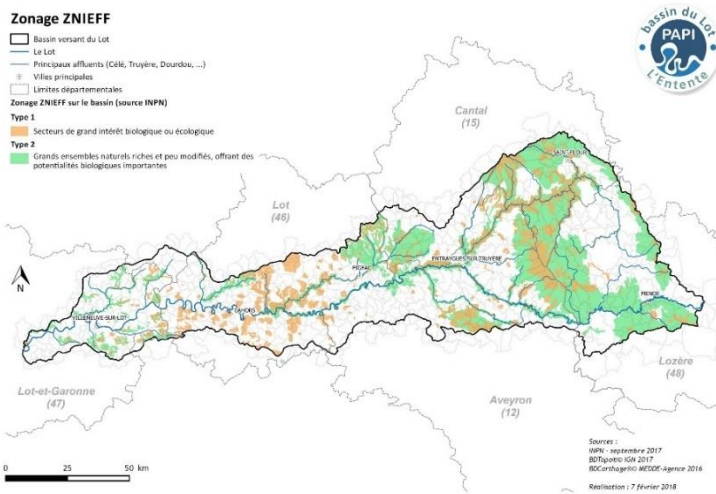 Zonage ZNIEFF
Bassin versant du Lot
Le Lot
Principaux affluents (Célé, Truyère, Dourdou, ...)
Villes principales
Limites départementales
Zonage ZNIEFF sur le bassin (source INPN)
Type 1
Secteurs de grand intérêt biologique ou écologique
Type 2
Grands ensembles naturels riches et peu modifiés, offrant des
potentialités biologiques importantes
bassin du Lot
PAPI
L'Entente
Cantal
(15)
SAINT-FLOUR
Lot
(46)
ENTRAYGUES-SUR-TRUYERE
FIGEAC
N
MENDE
VILLENEUVE-SUR-LOT
CAHORS
Lot-et-Garonne
(47)
Aveyron
(12)
Lozère
(48)
0 25 50 km
Sources :
INPN - septembre 2017
BDTopo®© IGN 2017
BDCarthage®© MEDDE-Agence 2016
Réalisation : 7 février 2018